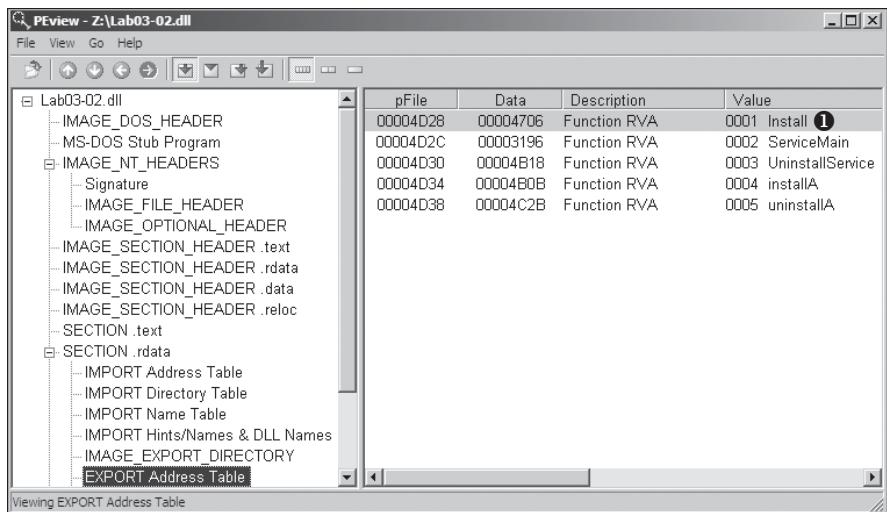 PEview - Z:\Lab03-02.dll
File View Go Help
Lab03-02.dll
IMAGE_DOS_HEADER
MS-DOS Stub Program
IMAGE_NT_HEADERS
Signature
IMAGE_FILE_HEADER
IMAGE_OPTIONAL_HEADER
IMAGE_SECTION_HEADER .text
IMAGE_SECTION_HEADER .rdata
IMAGE_SECTION_HEADER .data
IMAGE_SECTION_HEADER .reloc
SECTION .text
SECTION .rdata
IMPORT Address Table
IMPORT Directory Table
IMPORT Name Table
IMPORT Hints/Names & DLL Names
IMAGE_EXPORT_DIRECTORY
EXPORT Address Table
pFile Data Description Value
00004D28 00004706 Function RVA 0001 Install ❶
00004D2C 00003196 Function RVA 0002 ServiceMain
00004D30 00004B18 Function RVA 0003 UninstallService
00004D34 00004B0B Function RVA 0004 installA
00004D38 00004C2B Function RVA 0005 uninstallA
Viewing EXPORT Address Table